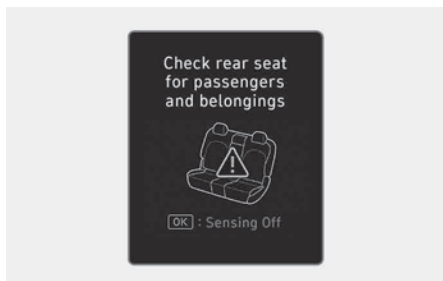 Check rear seat
for passengers
and belongings
OK : Sensing Off